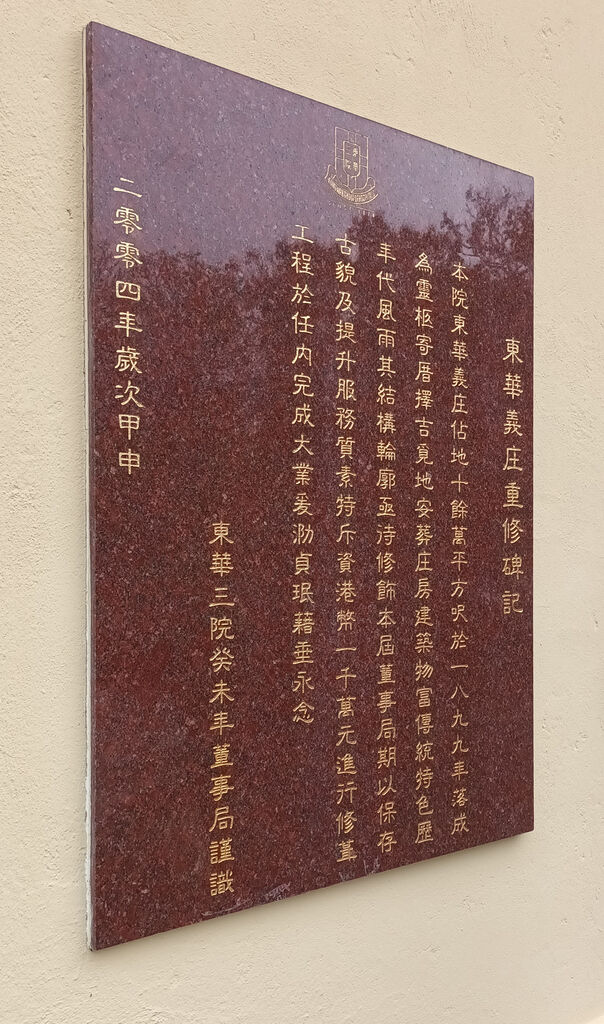 東華義庄重修碑記
本院東華義庄佔地十餘萬平方呎於一八九九年落成
為靈柩寄厝擇吉覓地安葬庄房建築物富傳統特色歷
年代風雨其結構輪廓亟待修飾本屆董事局期以保存
古貌及提升服務質素特斥資港幣一千萬元進行修葺
工程於任內完成大業爰泐貞珉藉垂永念
東華三院癸未年董事局謹識
二零零四年歲次甲申